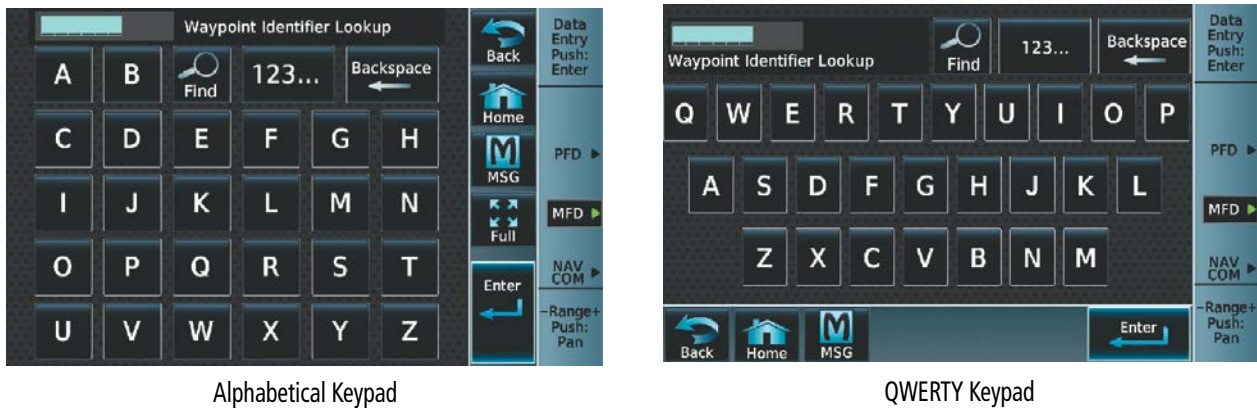 Waypoint Identifier Lookup
A B Find 123... Backspace
C D E F G H
I J K L M N
O P Q R S T
U V W X Y Z
Back
Home
MSG
Full
Enter
Data
Entry
Push:
Enter
PFD
MFD
NAV
COM
-Range+
Push:
Pan
Alphabetical Keypad
Waypoint Identifier Lookup
Find 123... Backspace
Q W E R T Y U I O P
A S D F G H J K L
Z X C V B N M
Back Home MSG Enter
Data
Entry
Push:
Enter
PFD
MFD
NAV
COM
-Range+
Push:
Pan
QWERTY Keypad